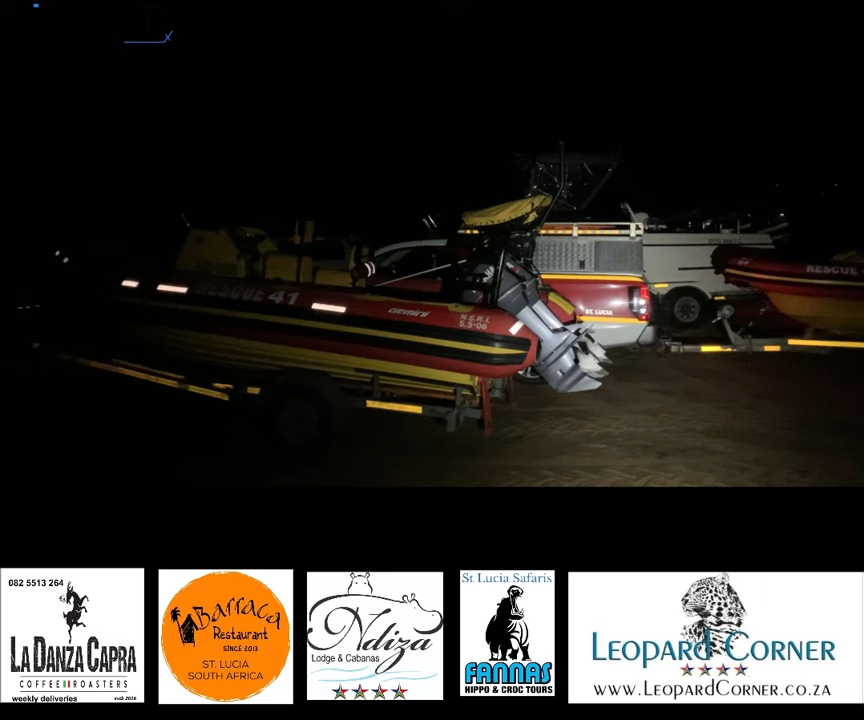 RESCUE 41
Gemini
N.S.R.I.
5.5-06
ST. LUCIA
RESCUE
082 5513 264
LA DANZA CAPRA
COFFEE ROASTERS
weekly deliveries
estb 2016
Barraca
Restaurant
SINCE 2013
ST. LUCIA
SOUTH AFRICA
Ndiza
Lodge & Cabanas
St Lucia Safaris
FANNAS
HIPPO & CROC TOURS
LEOPARD CORNER
WWW.LEOPARDCORNER.CO.ZA